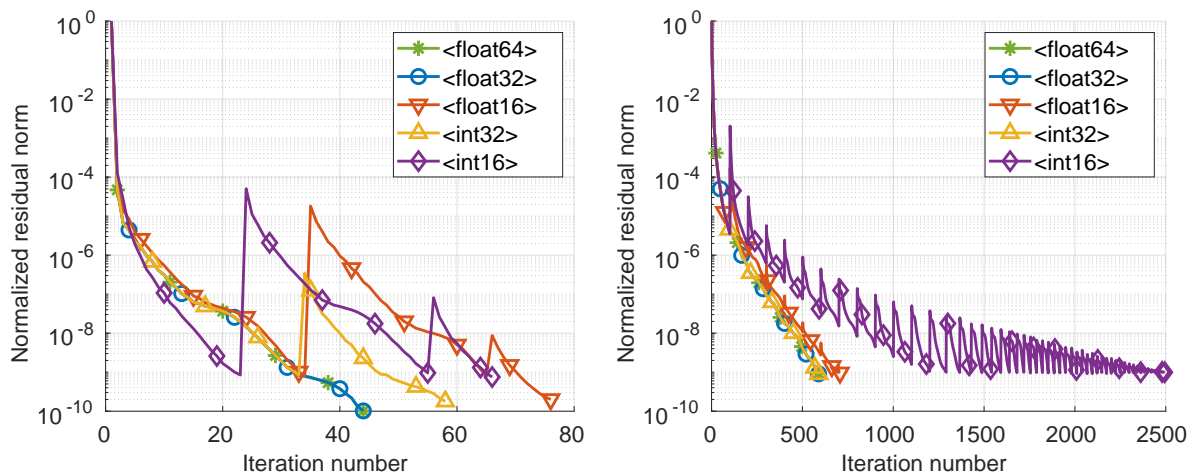 Normalized residual norm
10^0
10^-2
10^-4
10^-6
10^-8
10^-10
0 20 40 60 80
Iteration number
<float64>
<float32>
<float16>
<int32>
<int16>
Normalized residual norm
10^0
10^-2
10^-4
10^-6
10^-8
10^-10
0 500 1000 1500 2000 2500
Iteration number
<float64>
<float32>
<float16>
<int32>
<int16>